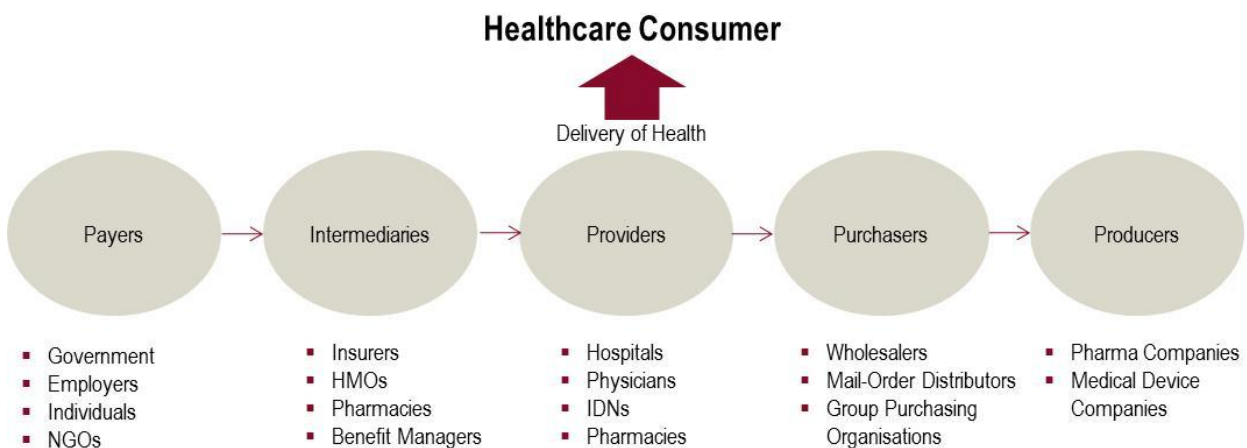 Healthcare Consumer
Delivery of Health
Payers
Intermediaries
Providers
Purchasers
Producers
▪ Government
▪ Employers
▪ Individuals
▪ NGOs
▪ Insurers
▪ HMOs
▪ Pharmacies
▪ Benefit Managers
▪ Hospitals
▪ Physicians
▪ IDNs
▪ Pharmacies
▪ Wholesalers
▪ Mail-Order Distributors
▪ Group Purchasing
Organisations
▪ Pharma Companies
▪ Medical Device
Companies